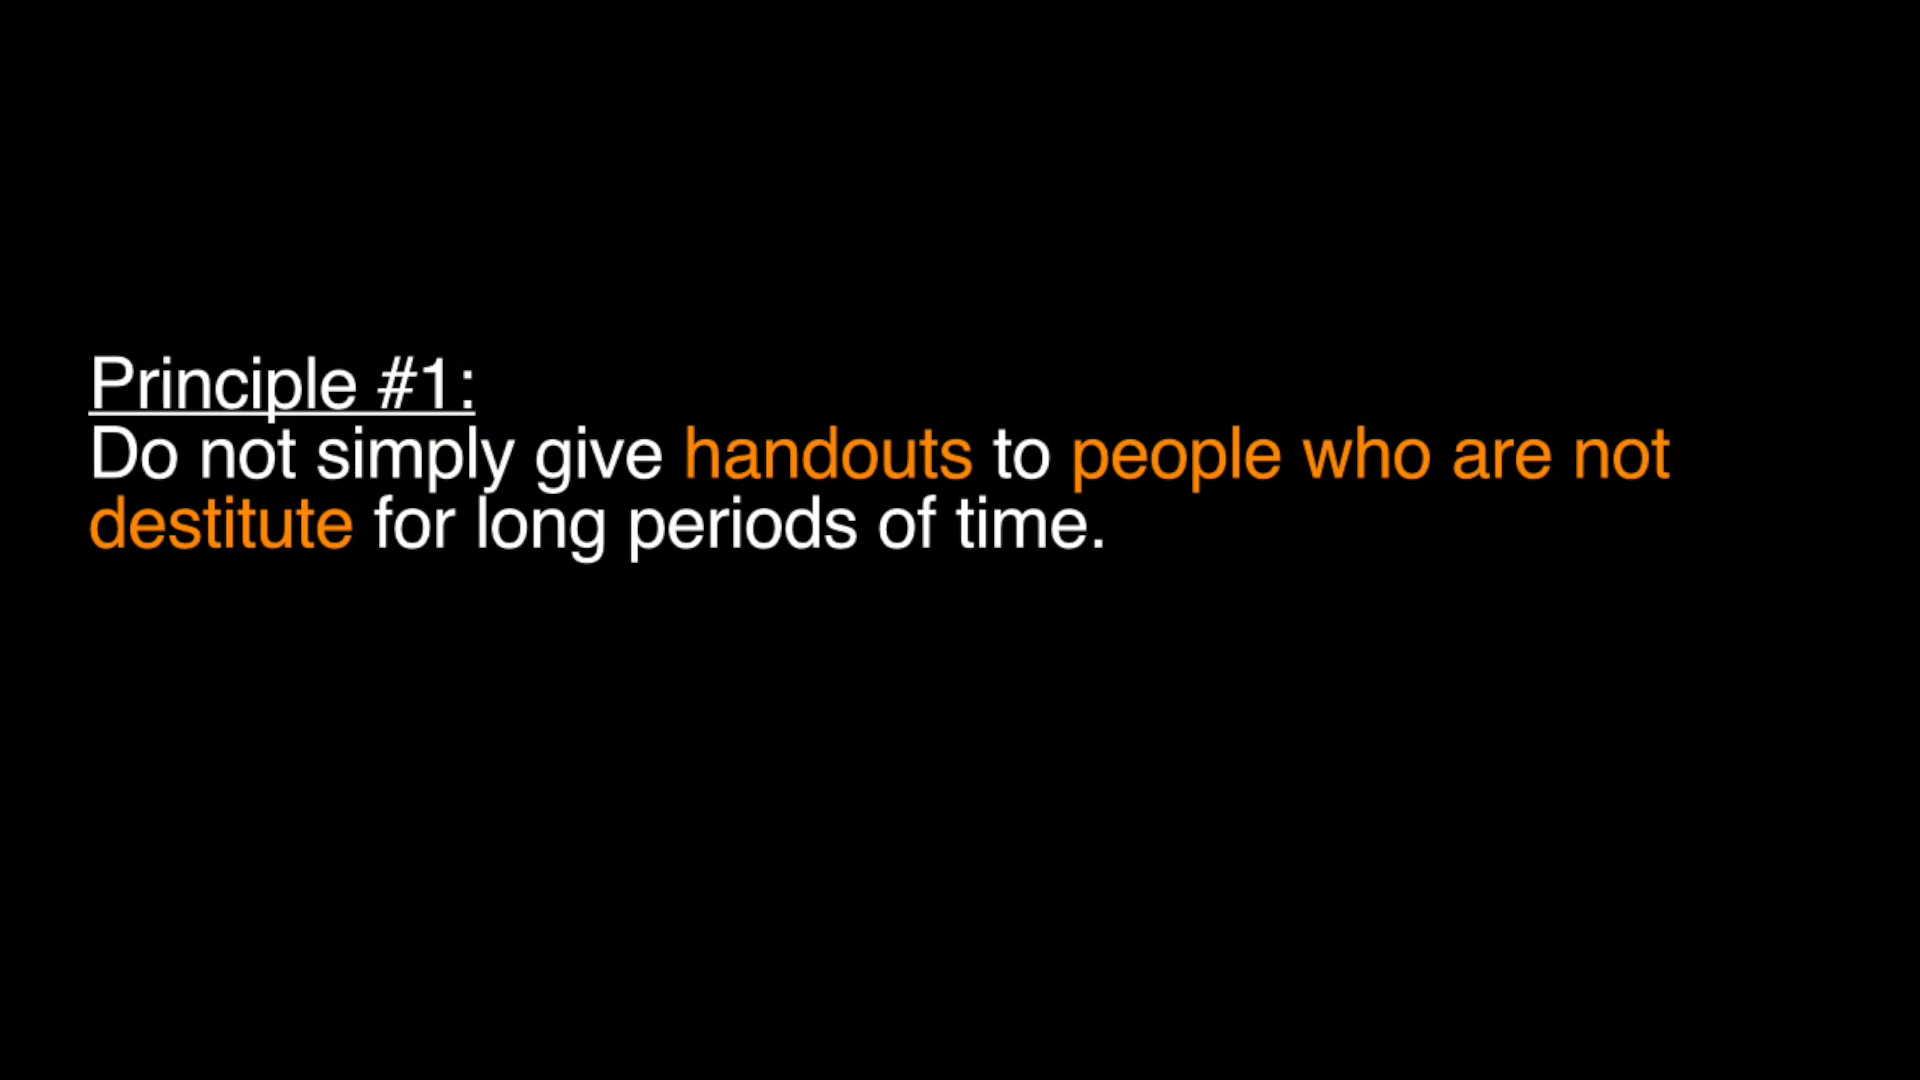 Principle #1:
Do not simply give handouts to people who are not
destitute for long periods of time.